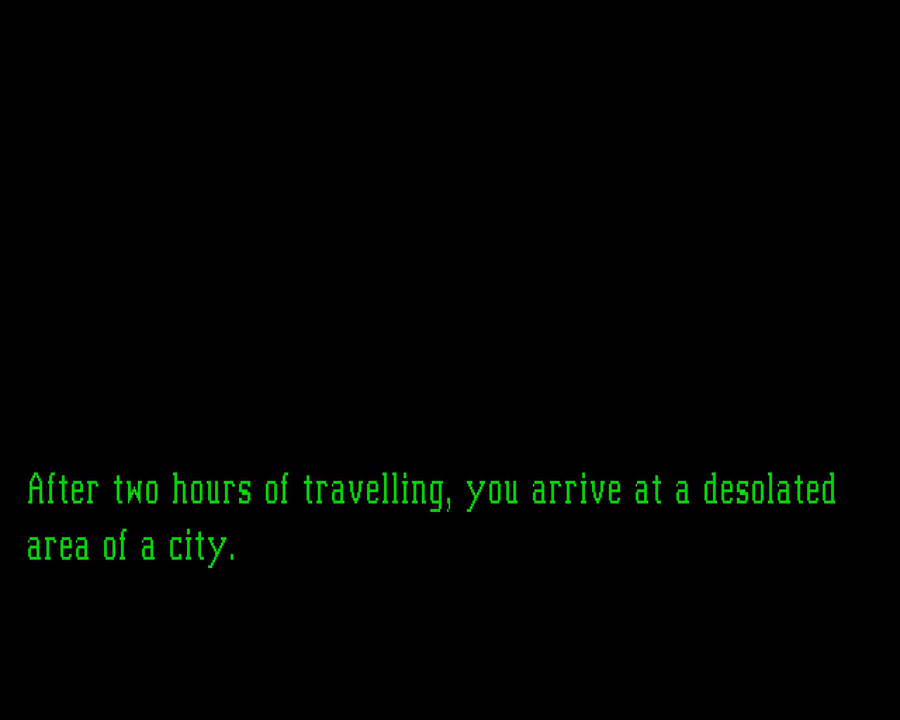 After two hours of travelling, you arrive at a desolated
area of a city.